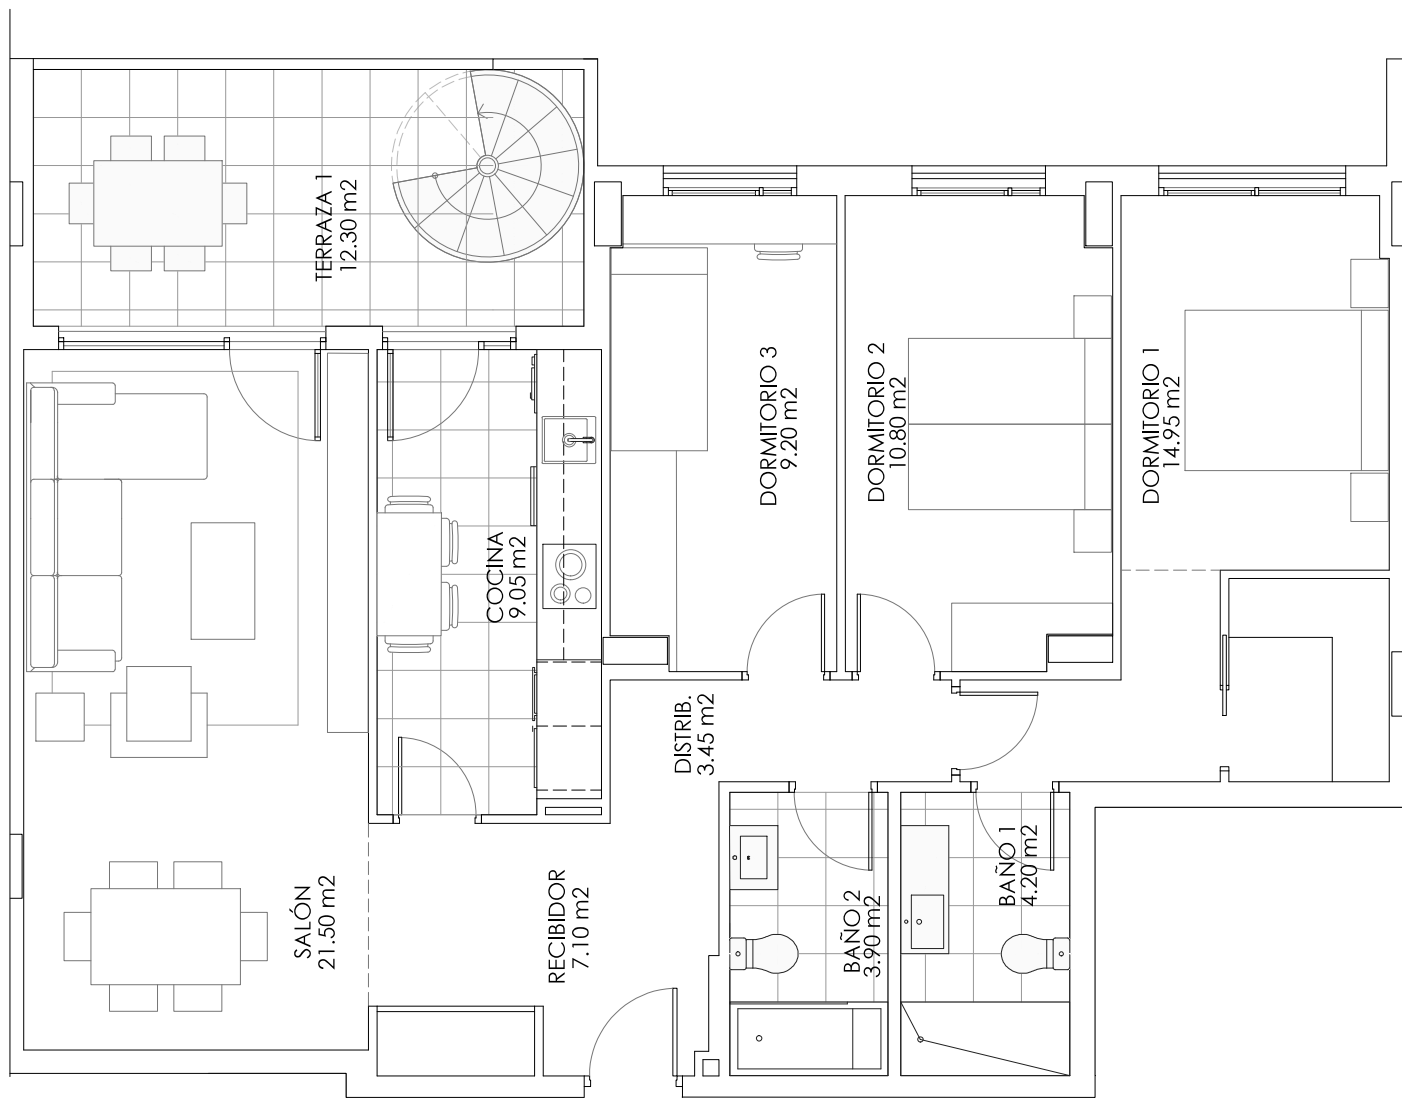 TERRAZA 1
12.30 m2
DORMITORIO 3
9.20 m2
DORMITORIO 2
10.80 m2
DORMITORIO 1
14.95 m2
COCINA
9.05 m2
DISTRIB.
3.45 m2
SALÓN
21.50 m2
RECIBIDOR
7.10 m2
BAÑO 2
3.90 m2
BAÑO 1
4.20 m2